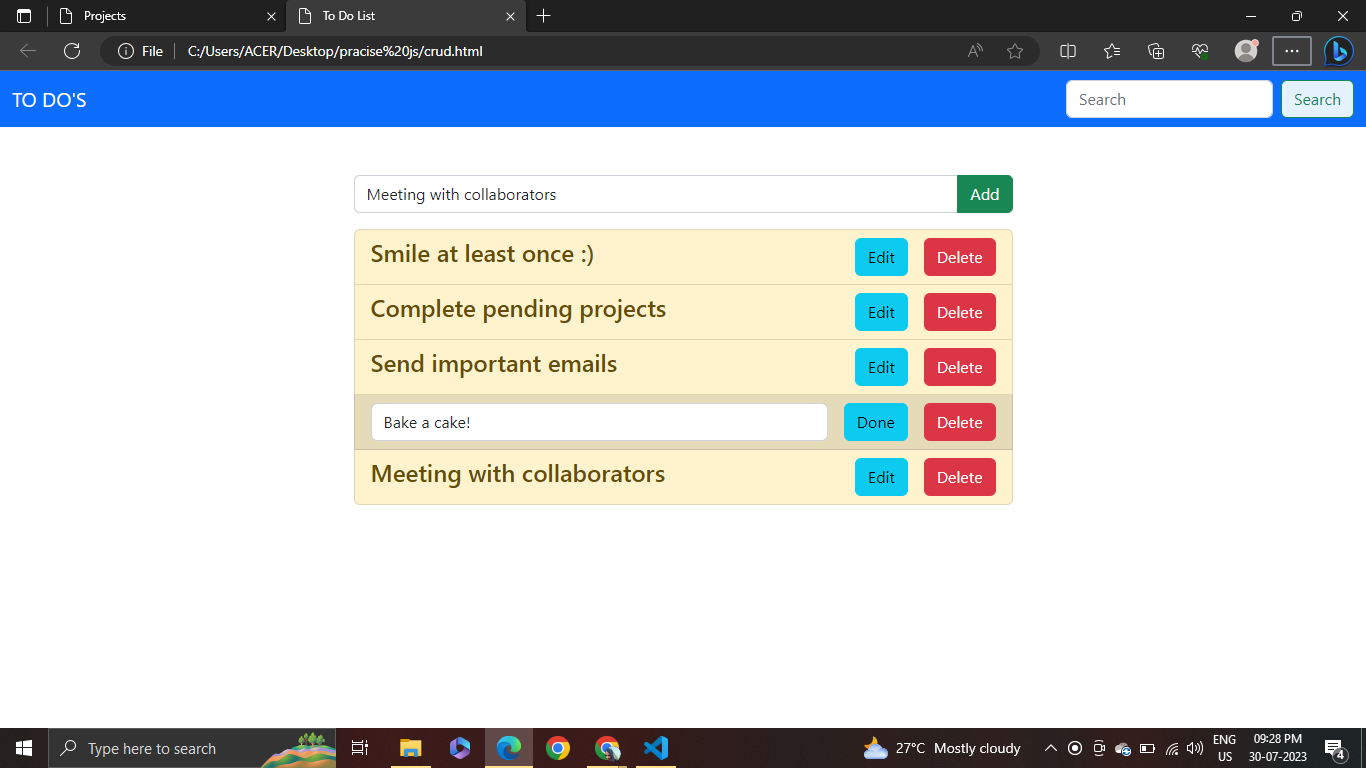 Projects
To Do List
File
C:/Users/ACER/Desktop/pracise%20js/crud.html
TO DO'S
Search
Search
Meeting with collaborators
Add
Smile at least once :)
Edit
Delete
Complete pending projects
Edit
Delete
Send important emails
Edit
Delete
Bake a cake!
Done
Delete
Meeting with collaborators
Edit
Delete
Type here to search
27°C Mostly cloudy
ENG
US
09:28 PM
30-07-2023
4